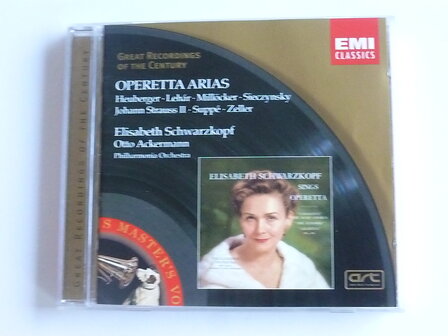 GREAT RECORDINGS
OF THE CENTURY
EMI
CLASSICS
OPERETTA ARIAS
Heuberger · Lehár · Millöcker · Sieczynsky
Johann Strauss II · Suppé · Zeller
Elisabeth Schwarzkopf
Otto Ackermann
Philharmonia Orchestra
ELISABETH SCHWARZKOPF
SINGS
OPERETTA
GREAT RECORDINGS OF THE CENTURY
S MASTER'S VO
art